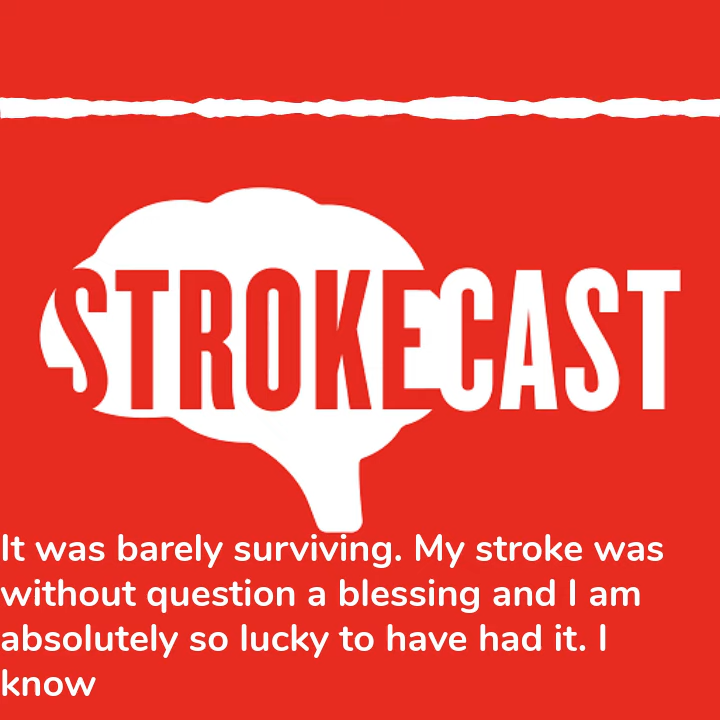 STROKECAST
It was barely surviving. My stroke was
without question a blessing and I am
absolutely so lucky to have had it. I
know